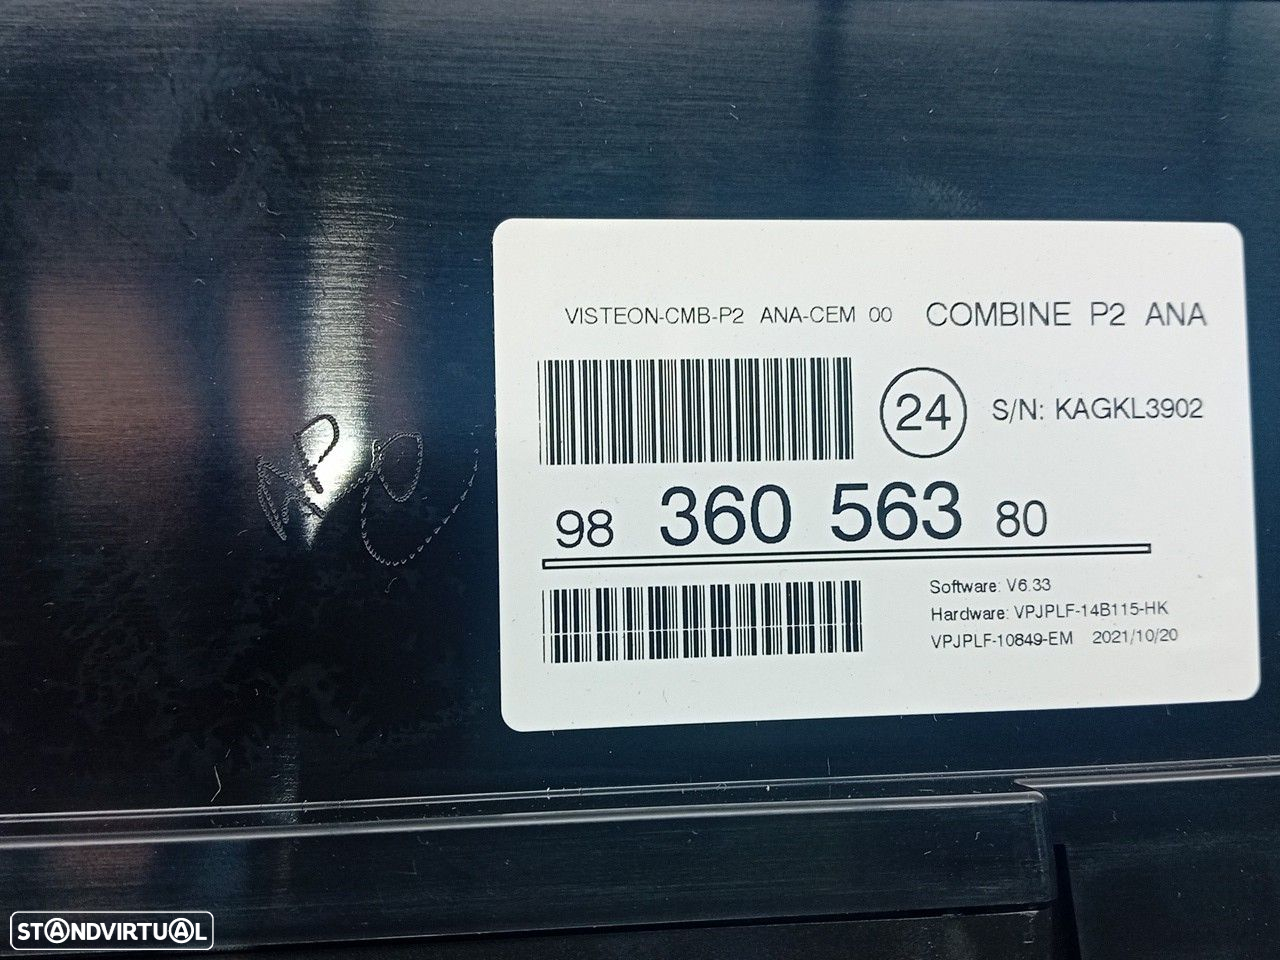 VISTEON-CMB-P2 ANA-CEM 00 COMBINE P2 ANA
24 S/N: KAGKL3902
98 360 563 80
Software: V6.33
Hardware: VPJPLF-14B115-HK
VPJPLF-10849-EM 2021/10/20
STANDVIRTUAL